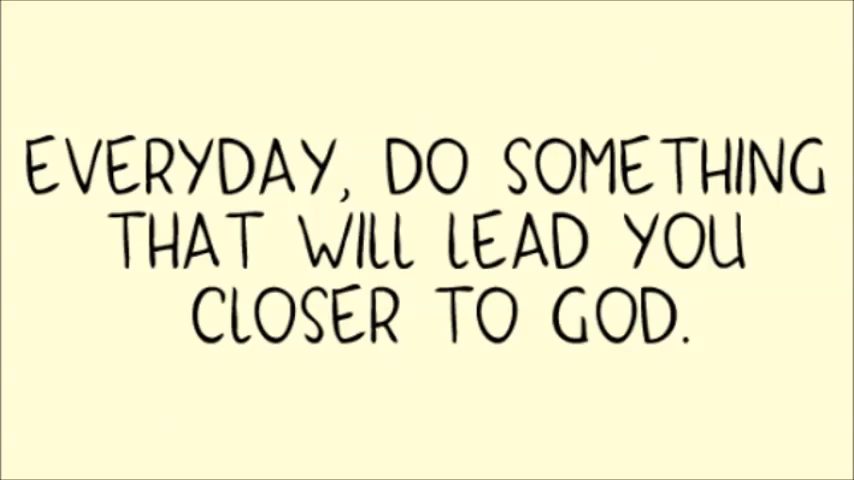 EVERYDAY, DO SOMETHING
THAT WILL LEAD YOU
CLOSER TO GOD.